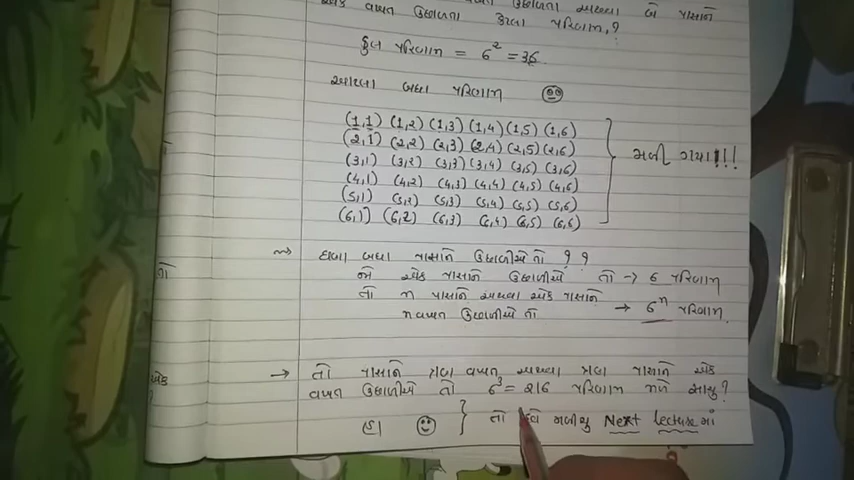 એક વખત ઉછાળતા કેવા પરિણામ,?
કુલ પરિણામ = 6² = 36.
આટલા બધા પરિણામ
(1,1) (1,2) (1,3) (1,4) (1,5) (1,6)
(2,1) (2,2) (2,3) (2,4) (2,5) (2,6)
(3,1) (3,2) (3,3) (3,4) (3,5) (3,6)
(4,1) (4,2) (4,3) (4,4) (4,5) (4,6)
(5,1) (5,2) (5,3) (5,4) (5,5) (5,6)
(6,1) (6,2) (6,3) (6,4) (6,5) (6,6)
મળી ગયા!!!
ઘણા બધા પાસાને ઉછાળીએ તો ? ?
જો એક પાસાને ઉછાળીએ તો → 6 પરિણામ
તો n પાસાને અથવા એક પાસાને
n વખત ઉછાળીએ તો → 6ⁿ પરિણામ.
→ તો પાસાને ત્રણ વખત અથવા ત્રણ પાસાને એક
વખત ઉછાળીએ તો 6³ = 216 પરિણામ મળે આવું?
હા } તો હવે મળીશું Next Lecture માં